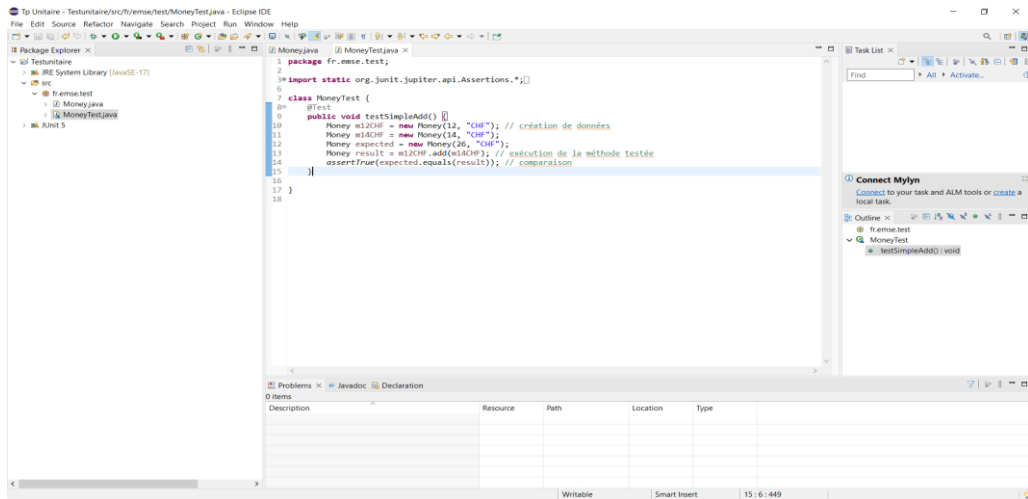 Tp Unitaire - Testunitaire/src/fr/emse/test/MoneyTest.java - Eclipse IDE
File Edit Source Refactor Navigate Search Project Run Window Help
Package Explorer
Testunitaire
JRE System Library [JavaSE-17]
src
fr.emse.test
Money.java
MoneyTest.java
JUnit 5
Money.java MoneyTest.java
1 package fr.emse.test;
2
3 import static org.junit.jupiter.api.Assertions.*;
6
7 class MoneyTest {
8 @Test
9 public void testSimpleAdd() {
10 Money m12CHF = new Money(12, "CHF"); // création de données
11 Money m14CHF = new Money(14, "CHF");
12 Money expected = new Money(26, "CHF");
13 Money result = m12CHF.add(m14CHF); // exécution de la méthode testée
14 assertTrue(expected.equals(result)); // comparaison
15 }
16
17 }
18
Task List
Find All Activate...
Connect Mylyn
Connect to your task and ALM tools or create a
local task.
Outline
fr.emse.test
MoneyTest
testSimpleAdd() : void
Problems Javadoc Declaration
0 items
Description Resource Path Location Type
Writable Smart Insert 15 : 6 : 449